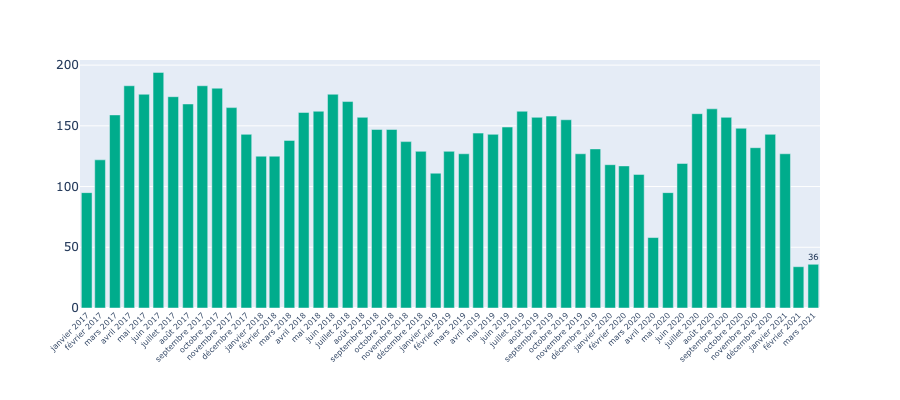 200
150
100
50
0
36
janvier 2017
février 2017
mars 2017
avril 2017
mai 2017
juin 2017
juillet 2017
août 2017
septembre 2017
octobre 2017
novembre 2017
décembre 2017
janvier 2018
février 2018
mars 2018
avril 2018
mai 2018
juin 2018
juillet 2018
août 2018
septembre 2018
octobre 2018
novembre 2018
décembre 2018
janvier 2019
février 2019
mars 2019
avril 2019
mai 2019
juin 2019
juillet 2019
août 2019
septembre 2019
octobre 2019
novembre 2019
décembre 2019
janvier 2020
février 2020
mars 2020
avril 2020
mai 2020
juin 2020
juillet 2020
août 2020
septembre 2020
octobre 2020
novembre 2020
décembre 2020
janvier 2021
février 2021
mars 2021